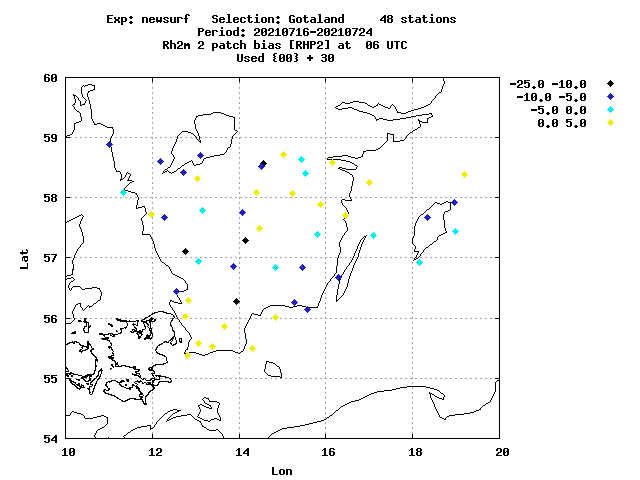 Exp: newsurf   Selection: Gotaland     48 stations
Period: 20210716-20210724
Rh2m 2 patch bias [RHP2] at  06 UTC
Used {00} + 30
-25.0 -10.0
-10.0 -5.0
-5.0 0.0
0.0 5.0
60
59
58
57
56
55
54
Lat
10 12 14 16 18 20
Lon